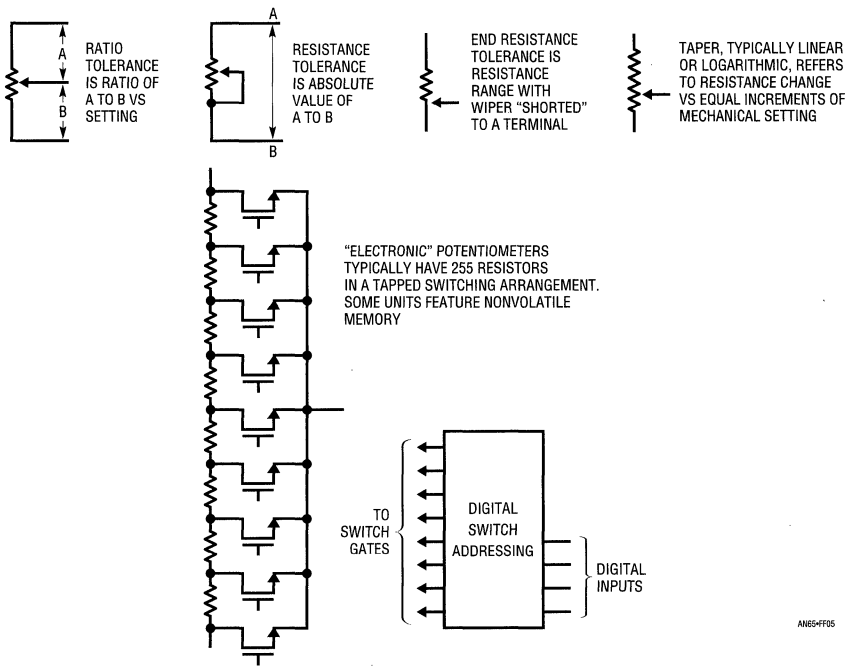 A
B
RATIO
TOLERANCE
IS RATIO OF
A TO B VS
SETTING
A
B
RESISTANCE
TOLERANCE
IS ABSOLUTE
VALUE OF
A TO B
END RESISTANCE
TOLERANCE IS
RESISTANCE
RANGE WITH
WIPER “SHORTED”
TO A TERMINAL
TAPER, TYPICALLY LINEAR
OR LOGARITHMIC, REFERS
TO RESISTANCE CHANGE
VS EQUAL INCREMENTS OF
MECHANICAL SETTING
“ELECTRONIC” POTENTIOMETERS
TYPICALLY HAVE 255 RESISTORS
IN A TAPPED SWITCHING ARRANGEMENT.
SOME UNITS FEATURE NONVOLATILE
MEMORY
TO
SWITCH
GATES
DIGITAL
SWITCH
ADDRESSING
DIGITAL
INPUTS
AN65•FF05